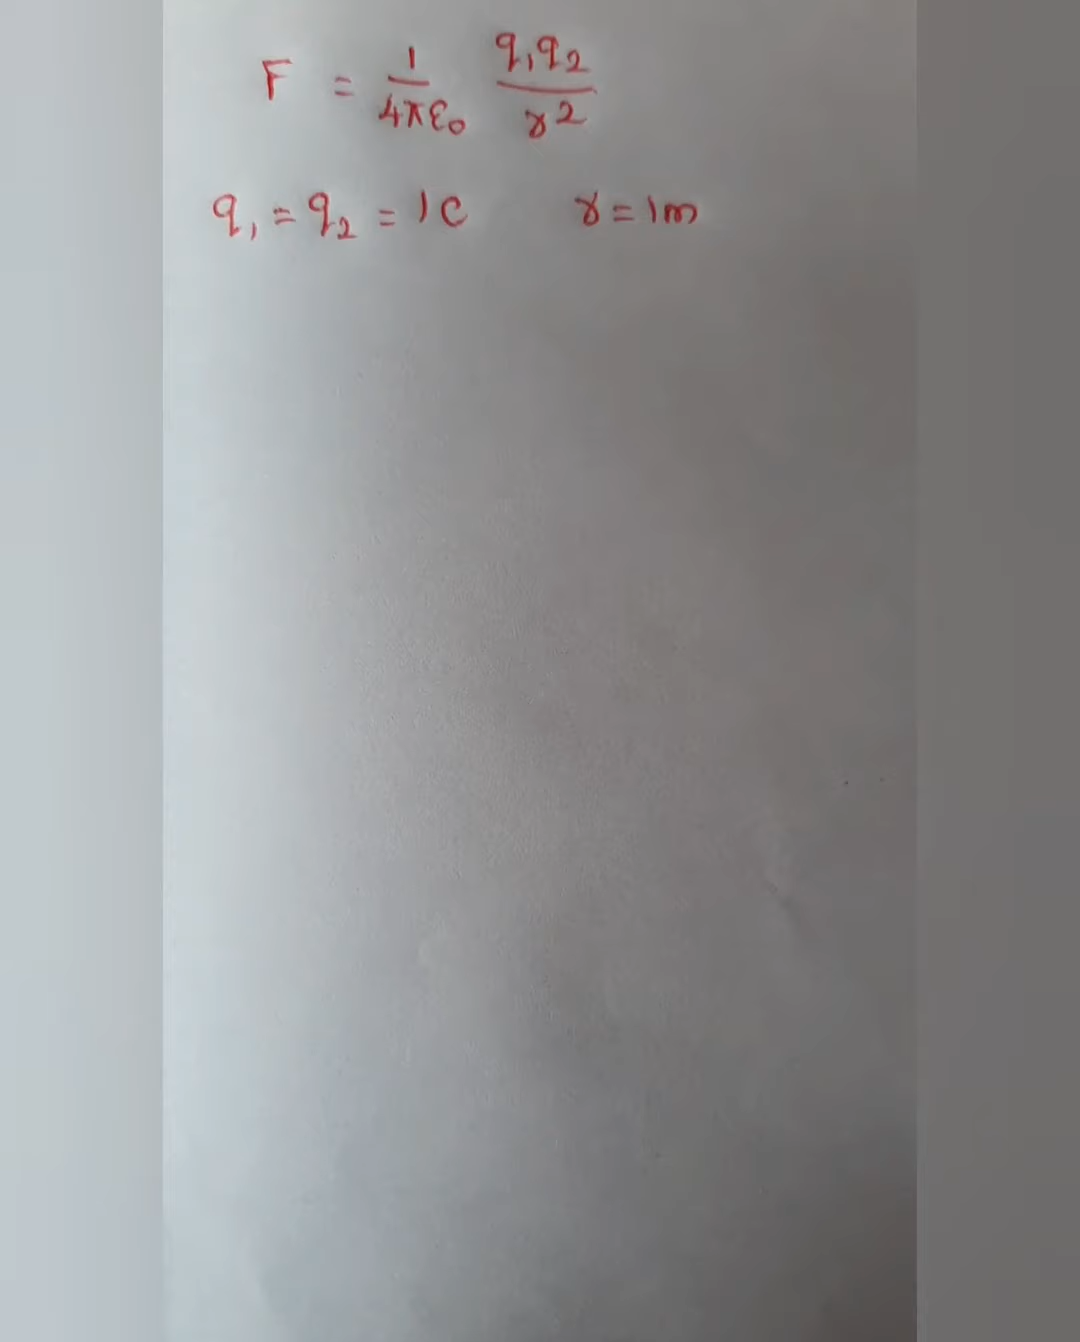 F = 1/4πε₀ q₁q₂/r²
q₁ = q₂ = 1C r = 1m